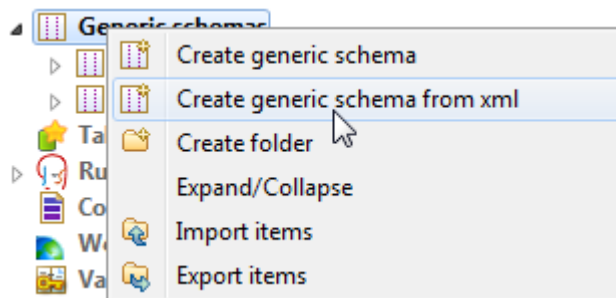 Generic schemas
Create generic schema
Create generic schema from xml
Create folder
Expand/Collapse
Import items
Export items